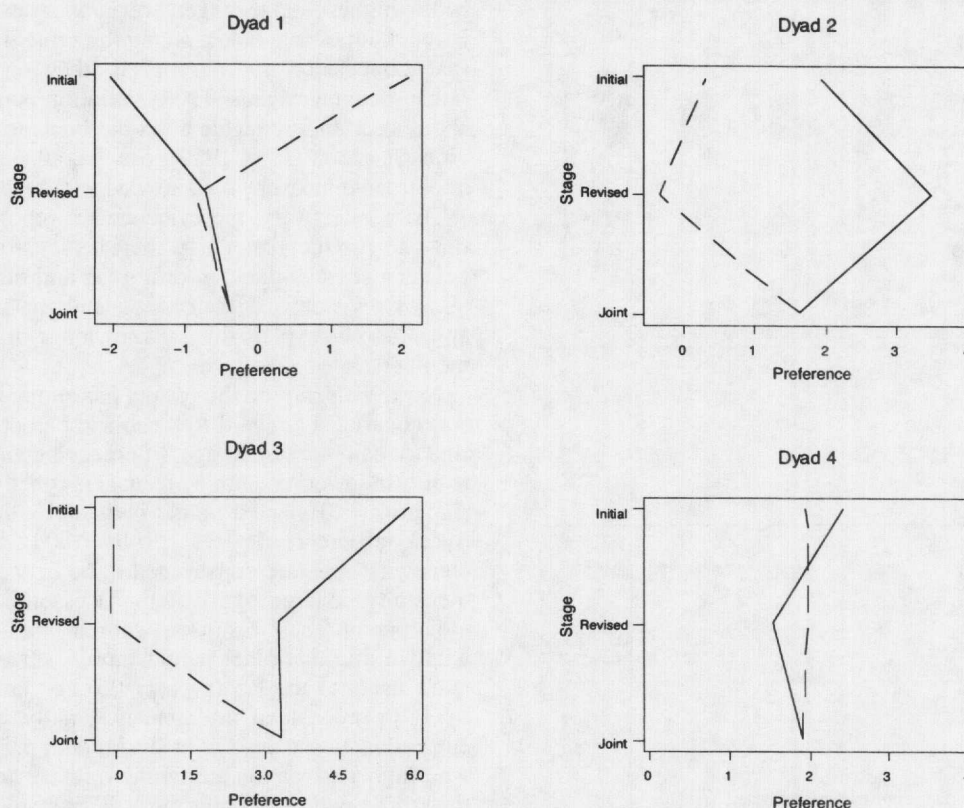 Dyad 1
Initial
Revised
Joint
Stage
−2 −1 0 1 2
Preference
Dyad 2
Initial
Revised
Joint
Stage
0 1 2 3 4
Preference
Dyad 3
Initial
Revised
Joint
Stage
.0 1.5 3.3 4.5 6.0
Preference
Dyad 4
Initial
Revised
Joint
Stage
0 1 2 3
Preference